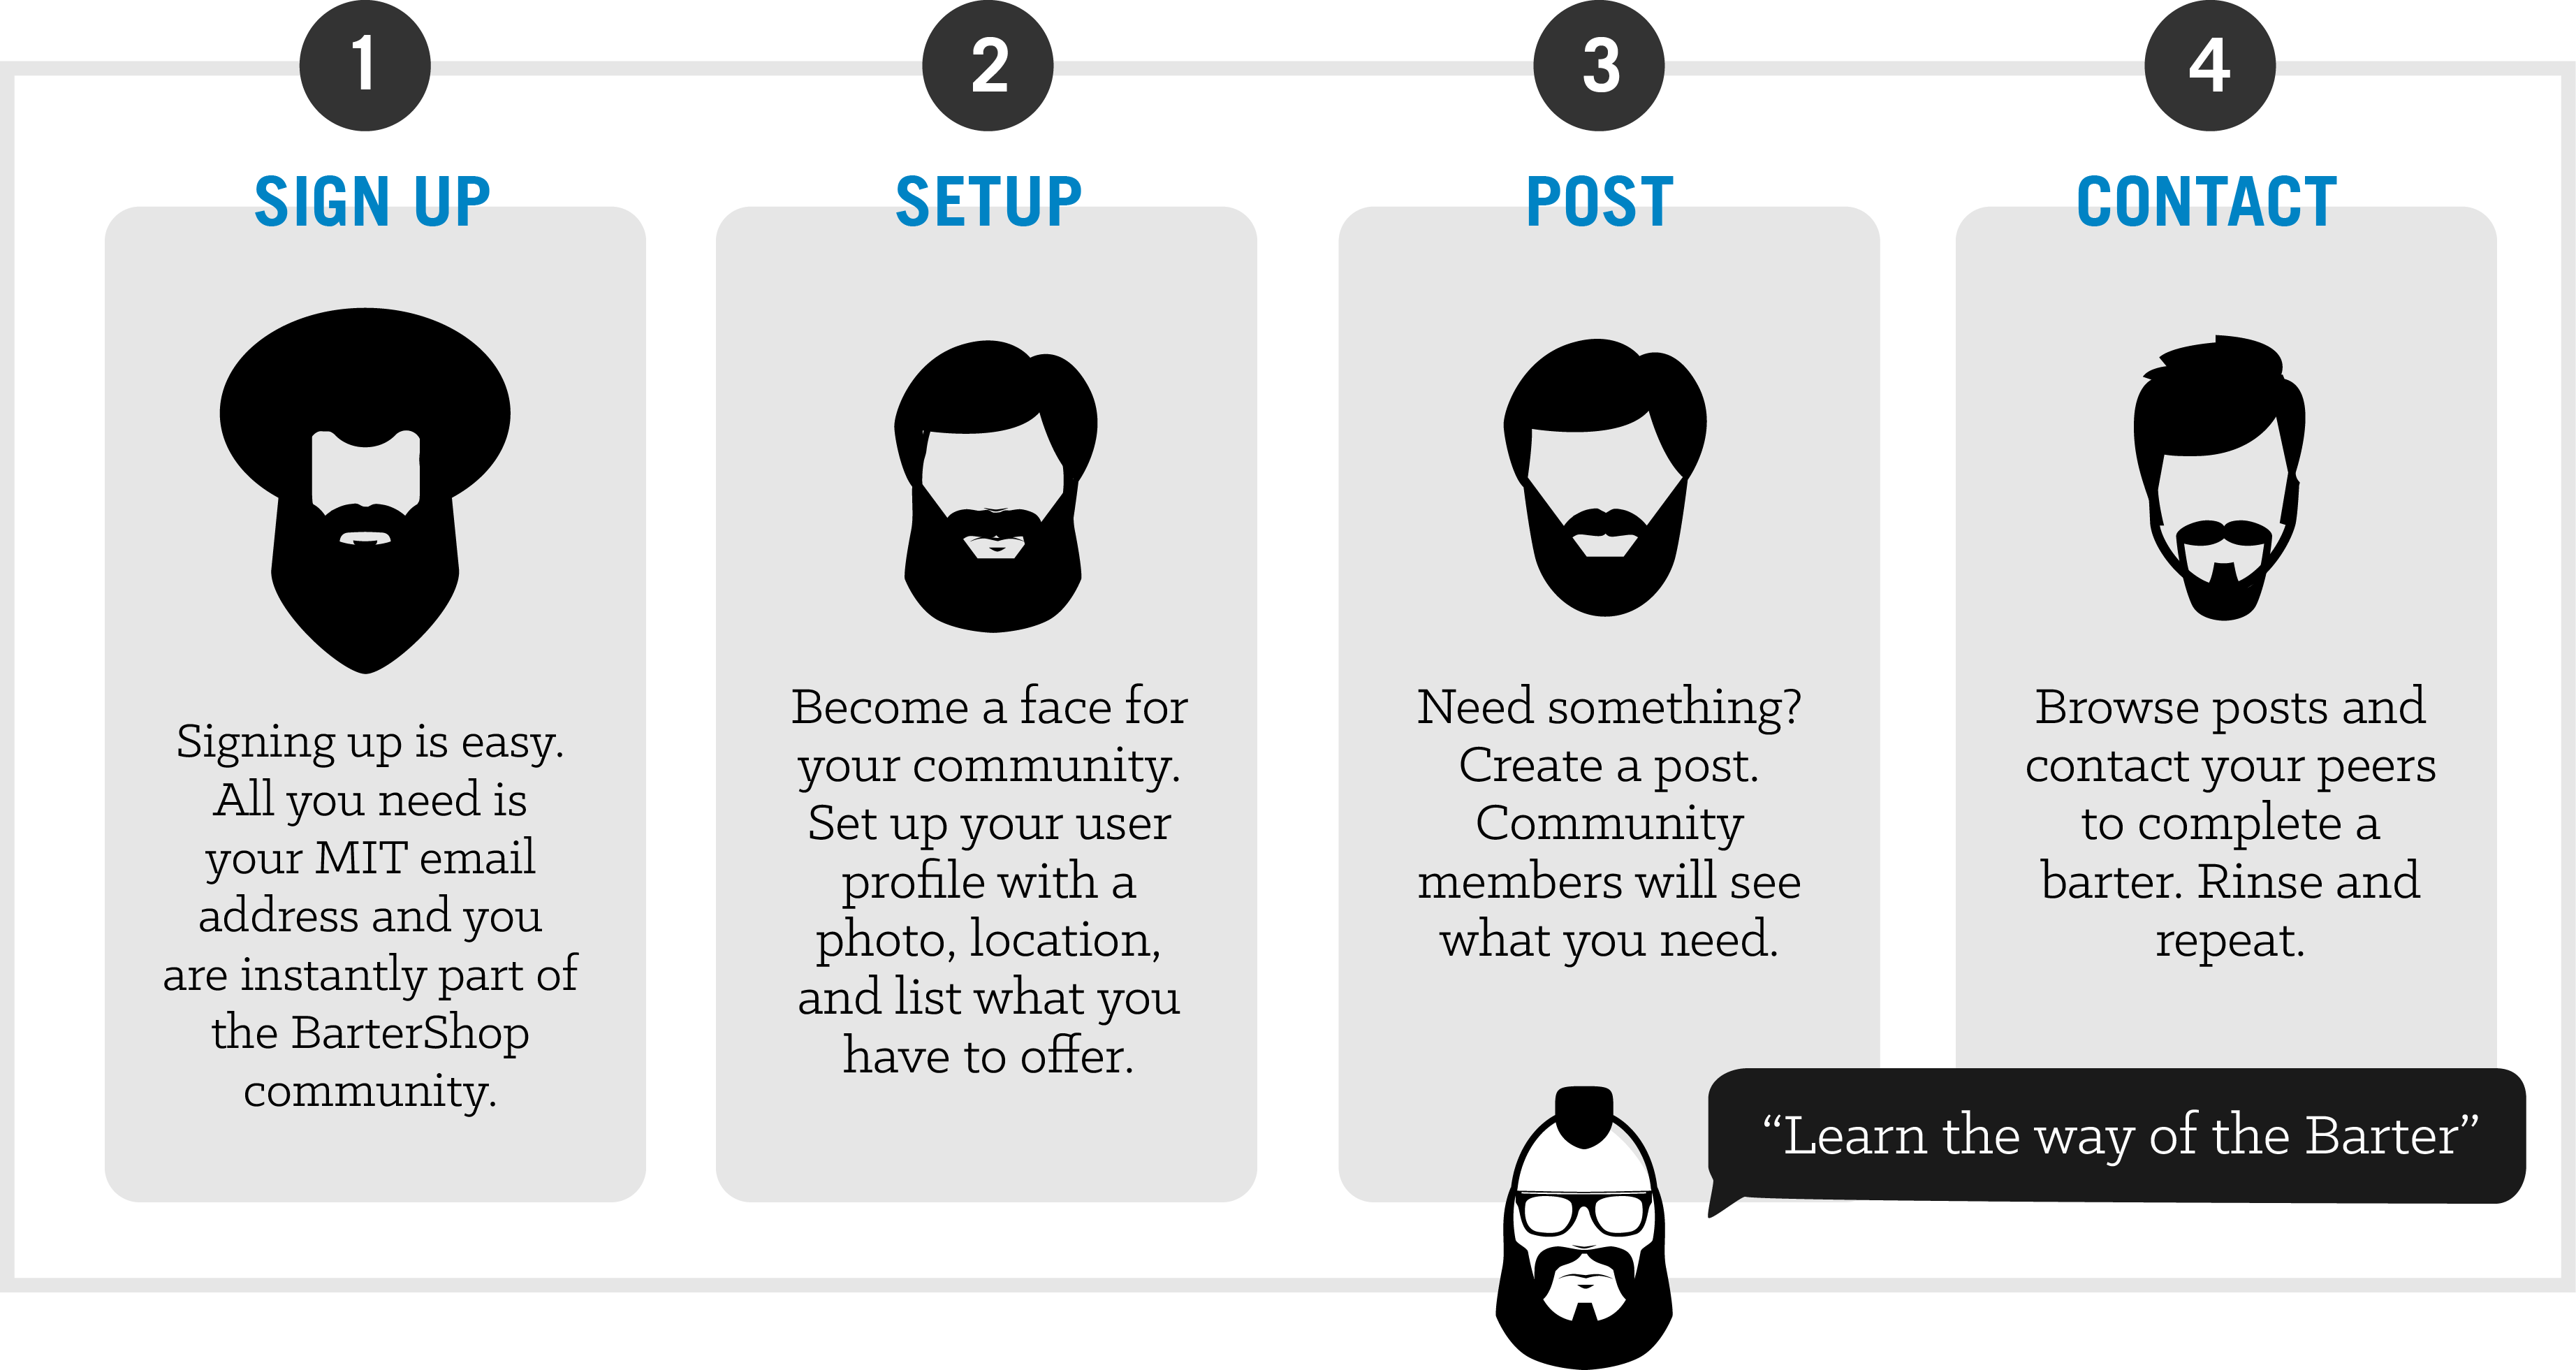 1
SIGN UP
Signing up is easy.
All you need is
your MIT email
address and you
are instantly part of
the BarterShop
community.
2
SETUP
Become a face for
your community.
Set up your user
profile with a
photo, location,
and list what you
have to offer.
3
POST
Need something?
Create a post.
Community
members will see
what you need.
4
CONTACT
Browse posts and
contact your peers
to complete a
barter. Rinse and
repeat.
“Learn the way of the Barter”